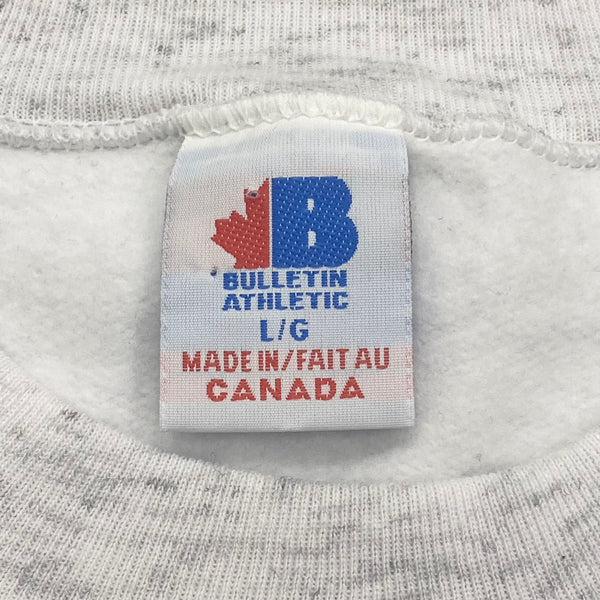 B
BULLETIN
ATHLETIC
L/G
MADE IN/FAIT AU
CANADA